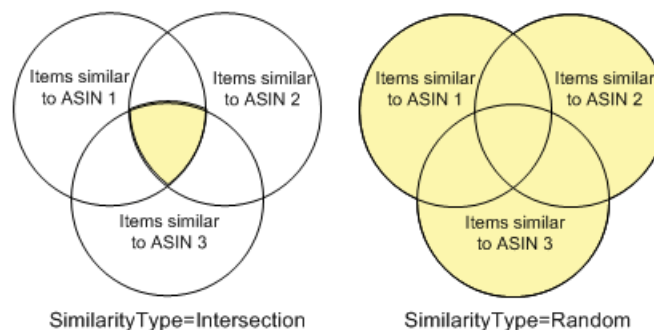 Items similar
to ASIN 1
Items similar
to ASIN 2
Items similar
to ASIN 3
SimilarityType=Intersection
Items similar
to ASIN 1
Items similar
to ASIN 2
Items similar
to ASIN 3
SimilarityType=Random